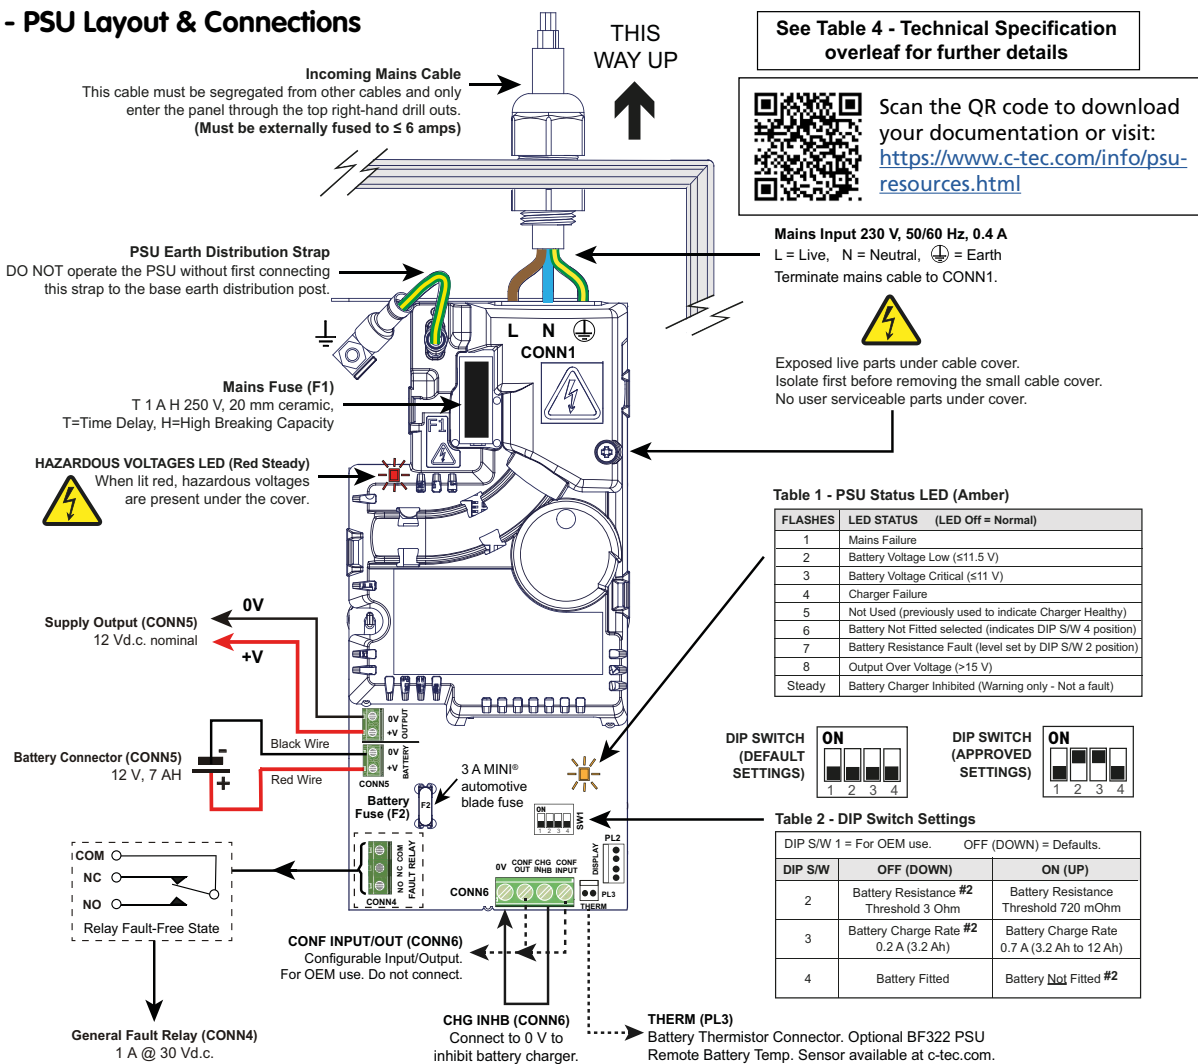 - PSU Layout & Connections
THIS
WAY UP
See Table 4 - Technical Specification
overleaf for further details
Scan the QR code to download
your documentation or visit:
https://www.c-tec.com/info/psu-
resources.html
Incoming Mains Cable
This cable must be segregated from other cables and only
enter the panel through the top right-hand drill outs.
(Must be externally fused to ≤ 6 amps)
PSU Earth Distribution Strap
DO NOT operate the PSU without first connecting
this strap to the base earth distribution post.
Mains Input 230 V, 50/60 Hz, 0.4 A
L = Live, N = Neutral, = Earth
Terminate mains cable to CONN1.
Exposed live parts under cable cover.
Isolate first before removing the small cable cover.
No user serviceable parts under cover.
L N
CONN1
Mains Fuse (F1)
T 1 A H 250 V, 20 mm ceramic,
T=Time Delay, H=High Breaking Capacity
F1
HAZARDOUS VOLTAGES LED (Red Steady)
When lit red, hazardous voltages
are present under the cover.
Table 1 - PSU Status LED (Amber)
FLASHES LED STATUS (LED Off = Normal)
1 Mains Failure
2 Battery Voltage Low (≤11.5 V)
3 Battery Voltage Critical (≤11 V)
4 Charger Failure
5 Not Used (previously used to indicate Charger Healthy)
6 Battery Not Fitted selected (indicates DIP S/W 4 position)
7 Battery Resistance Fault (level set by DIP S/W 2 position)
8 Output Over Voltage (>15 V)
Steady Battery Charger Inhibited (Warning only - Not a fault)
0V
Supply Output (CONN5)
12 Vd.c. nominal
+V
0V
+V
OUTPUT
Black Wire
Battery Connector (CONN5)
12 V, 7 AH
-
+
Red Wire
0V
+V
BATTERY
CONN5
Battery
Fuse (F2)
F2
3 A MINI®
automotive
blade fuse
ON
1 2 3 4
SW1
DIP SWITCH
(DEFAULT
SETTINGS)
ON
1 2 3 4
DIP SWITCH
(APPROVED
SETTINGS)
ON
1 2 3 4
Table 2 - DIP Switch Settings
DIP S/W 1 = For OEM use. OFF (DOWN) = Defaults.
DIP S/W OFF (DOWN) ON (UP)
2 Battery Resistance #2 Threshold 3 Ohm Battery Resistance Threshold 720 mOhm
3 Battery Charge Rate #2 0.2 A (3.2 Ah) Battery Charge Rate 0.7 A (3.2 Ah to 12 Ah)
4 Battery Fitted Battery Not Fitted #2
COM
NC
NO
Relay Fault-Free State
NO NC COM
FAULT RELAY
CONN4
General Fault Relay (CONN4)
1 A @ 30 Vd.c.
PL2
DISPLAY
0V CONF OUT CHG INHB CONF INPUT
CONN6
PL3
THERM
CONF INPUT/OUT (CONN6)
Configurable Input/Output.
For OEM use. Do not connect.
CHG INHB (CONN6)
Connect to 0 V to
inhibit battery charger.
THERM (PL3)
Battery Thermistor Connector. Optional BF322 PSU
Remote Battery Temp. Sensor available at c-tec.com.